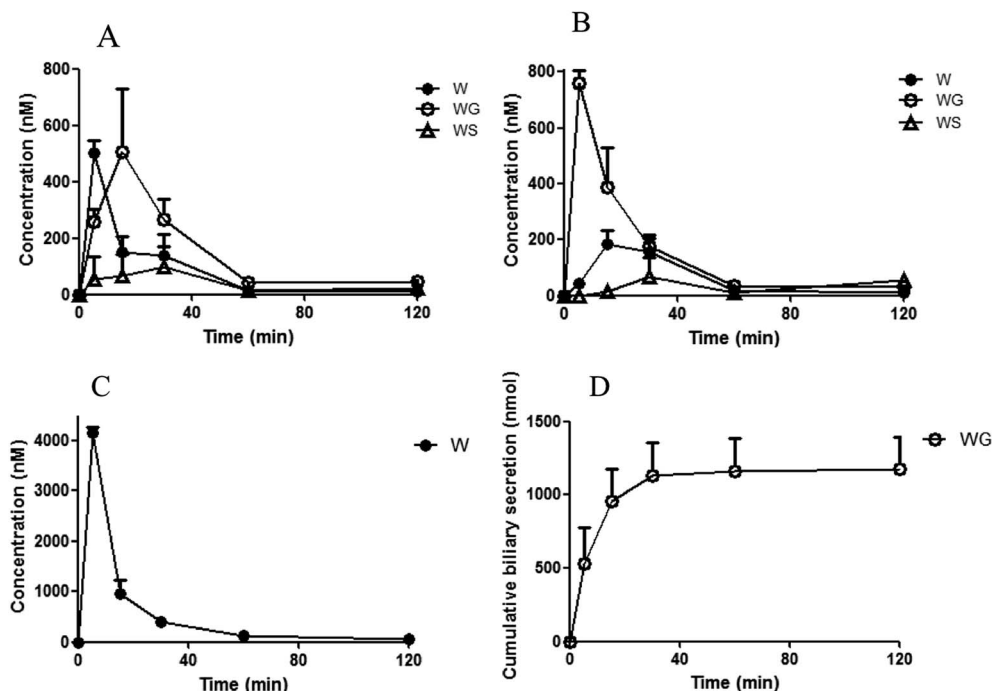 A
Concentration (nM)
800
600
400
200
0
0
40
80
120
Time (min)
W
WG
WS
B
Concentration (nM)
800
600
400
200
0
0
40
80
120
Time (min)
W
WG
WS
C
Concentration (nM)
4000
3000
2000
1000
0
0
40
80
120
Time (min)
W
D
Cumulative biliary secretion (nmol)
1500
1000
500
0
0
40
80
120
Time (min)
WG